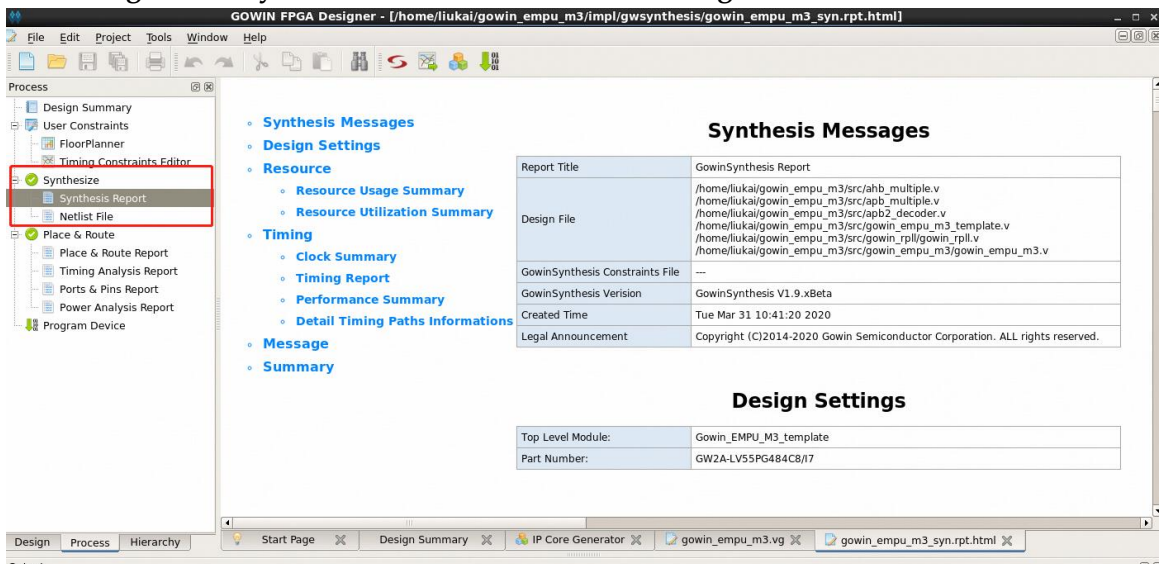 GOWIN FPGA Designer - [/home/liukai/gowin_empu_m3/impl/gwsynthesis/gowin_empu_m3_syn.rpt.html]
File Edit Project Tools Window Help
Process
Design Summary
User Constraints
FloorPlanner
Timing Constraints Editor
Synthesize
Synthesis Report
Netlist File
Place & Route
Place & Route Report
Timing Analysis Report
Ports & Pins Report
Power Analysis Report
Program Device
Synthesis Messages
Design Settings
Resource
Resource Usage Summary
Resource Utilization Summary
Timing
Clock Summary
Timing Report
Performance Summary
Detail Timing Paths Informations
Message
Summary
Synthesis Messages
Report Title GowinSynthesis Report
Design File
/home/liukai/gowin_empu_m3/src/ahb_multiple.v
/home/liukai/gowin_empu_m3/src/apb_multiple.v
/home/liukai/gowin_empu_m3/src/apb2_decoder.v
/home/liukai/gowin_empu_m3/src/gowin_empu_m3_template.v
/home/liukai/gowin_empu_m3/src/gowin_rpll/gowin_rpll.v
/home/liukai/gowin_empu_m3/src/gowin_empu_m3/gowin_empu_m3.v
GowinSynthesis Constraints File ---
GowinSynthesis Verision GowinSynthesis V1.9.xBeta
Created Time Tue Mar 31 10:41:20 2020
Legal Announcement Copyright (C)2014-2020 Gowin Semiconductor Corporation. ALL rights reserved.
Design Settings
Top Level Module: Gowin_EMPU_M3_template
Part Number: GW2A-LV55PG484C8/I7
Design Process Hierarchy
Start Page Design Summary IP Core Generator gowin_empu_m3.vg gowin_empu_m3_syn.rpt.html